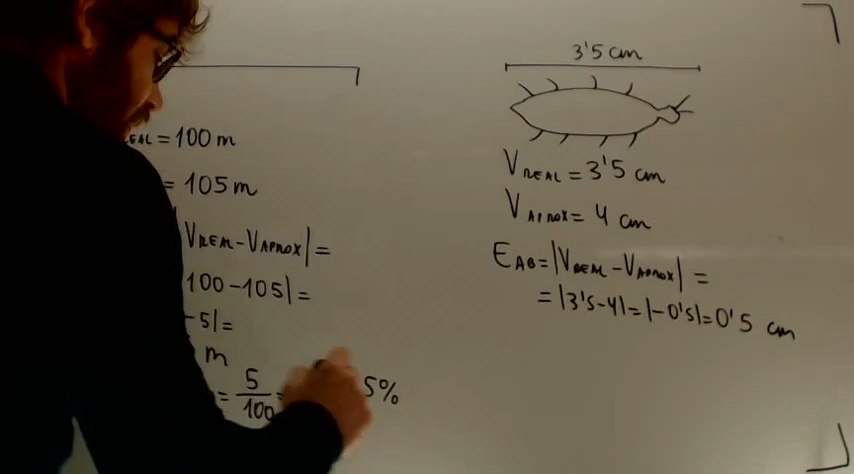 EAL = 100 m
= 105 m
VREAL - VAPROX| =
100 - 105| =
- 5| =
m
= 5/100 = 5%
3'5 cm
VREAL = 3'5 cm
VAPROX = 4 cm
EAB = |VREAL - VAPROX| =
= |3'5 - 4| = |-0'5| = 0'5 cm